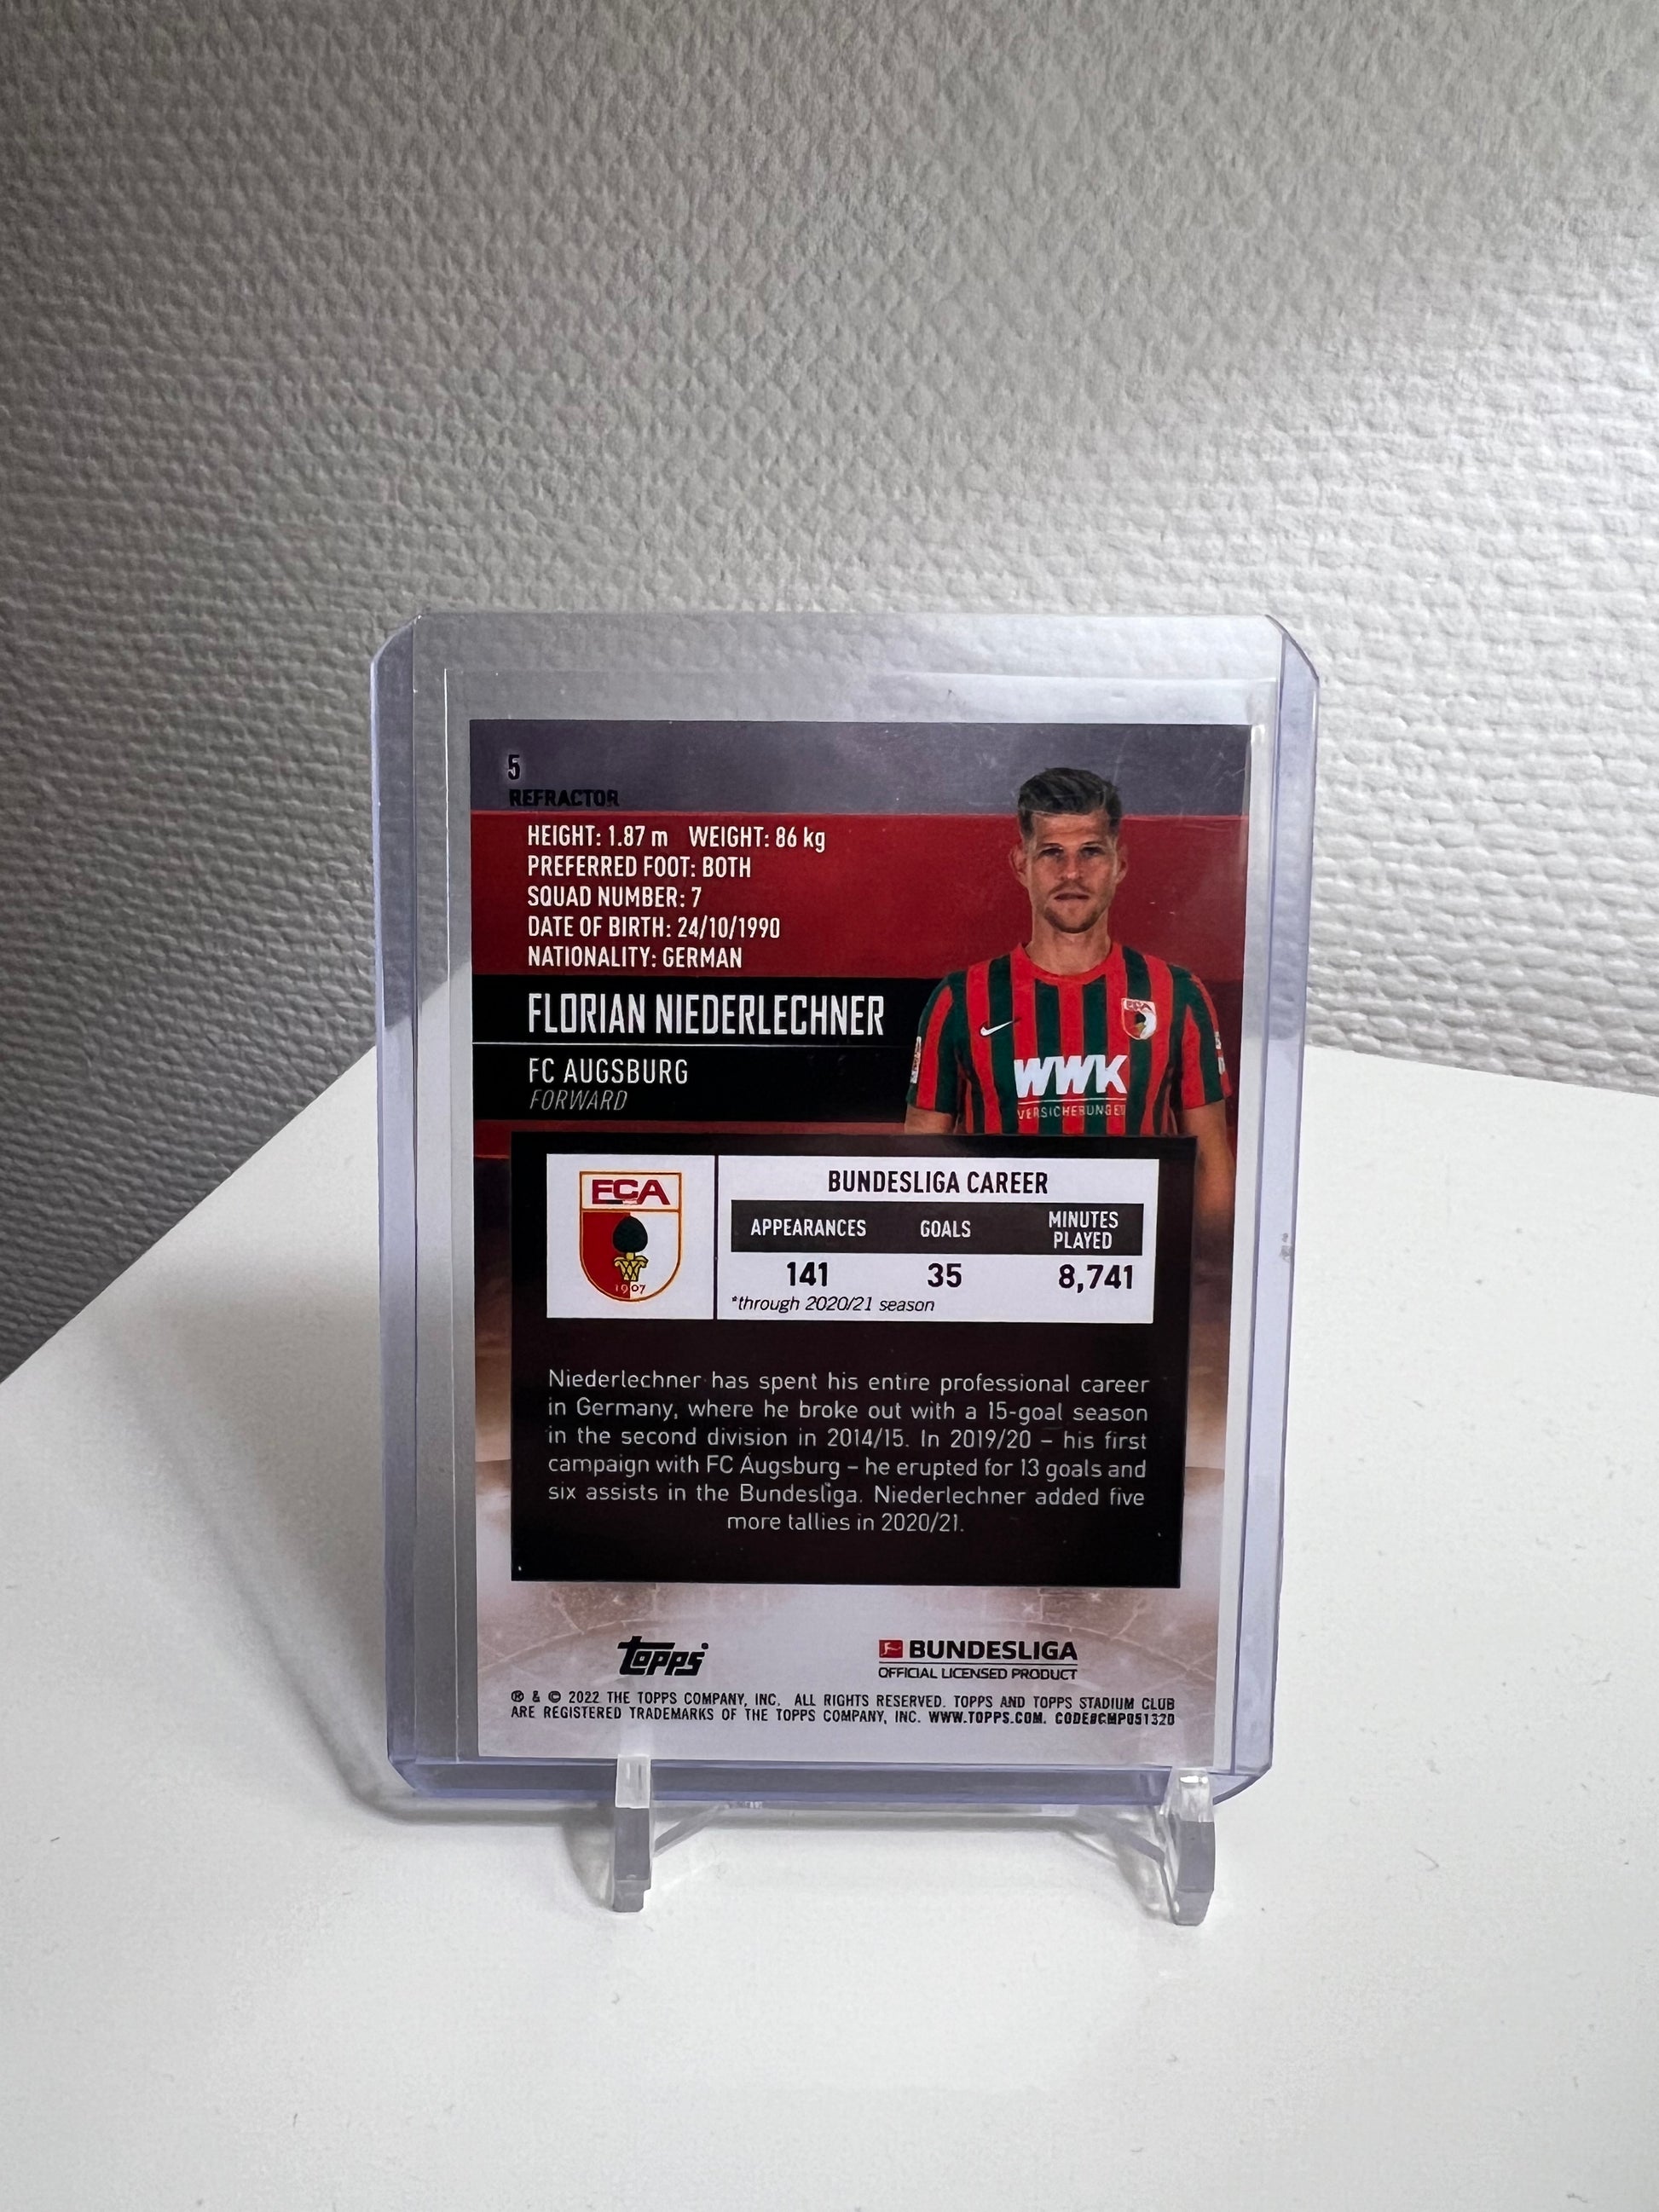 5
REFRACTOR
HEIGHT: 1.87 m WEIGHT: 86 kg
PREFERRED FOOT: BOTH
SQUAD NUMBER: 7
DATE OF BIRTH: 24/10/1990
NATIONALITY: GERMAN
FLORIAN NIEDERLECHNER
FC AUGSBURG
FORWARD
FCA
WWK
VERSICHERUNGEN
FCA
1907
BUNDESLIGA CAREER
APPEARANCES GOALS MINUTES PLAYED
141 35 8,741
*through 2020/21 season
Niederlechner has spent his entire professional career
in Germany, where he broke out with a 15-goal season
in the second division in 2014/15. In 2019/20 – his first
campaign with FC Augsburg – he erupted for 13 goals and
six assists in the Bundesliga. Niederlechner added five
more tallies in 2020/21.
topps
BUNDESLIGA
OFFICIAL LICENSED PRODUCT
® & © 2022 THE TOPPS COMPANY, INC. ALL RIGHTS RESERVED. TOPPS AND TOPPS STADIUM CLUB
ARE REGISTERED TRADEMARKS OF THE TOPPS COMPANY, INC. WWW.TOPPS.COM. CODE#CMP051320